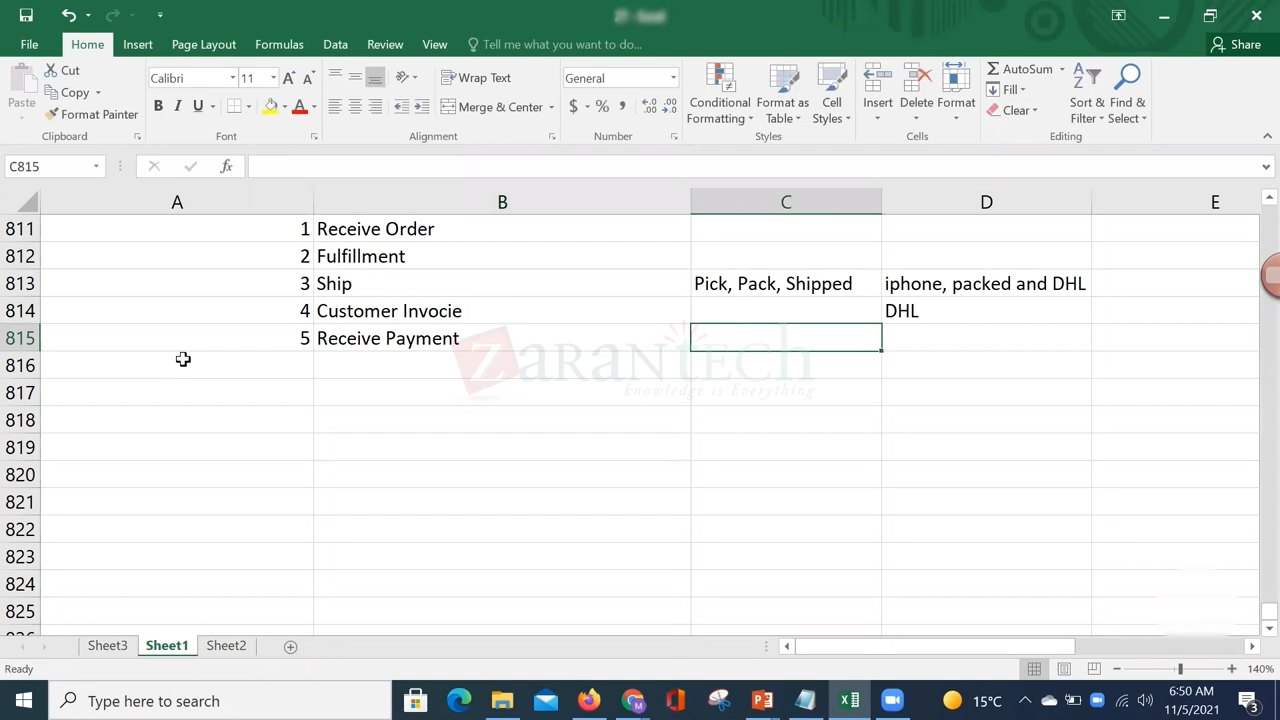 File
Home
Insert
Page Layout
Formulas
Data
Review
View
Tell me what you want to do...
Share
Paste
Cut
Copy
Format Painter
Clipboard
Calibri
11
B I U
Font
Wrap Text
Merge & Center
Alignment
General
$ % ,
Number
Conditional Formatting
Format as Table
Cell Styles
Styles
Insert
Delete
Format
Cells
AutoSum
Fill
Clear
Sort & Filter
Find & Select
Editing
C815
fx
A B C D E
811 1 Receive Order
812 2 Fulfillment
813 3 Ship Pick, Pack, Shipped iphone, packed and DHL
814 4 Customer Invocie DHL
815 5 Receive Payment
816
817
818
819
820
821
822
823
824
825
zarantech
knowledge is Everything
Sheet3
Sheet1
Sheet2
Ready
140%
Type here to search
15°C
6:50 AM
11/5/2021
3